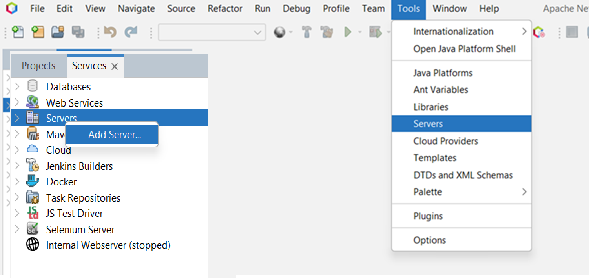 File Edit View Navigate Source Refactor Run Debug Profile Team Tools Window Help Apache Ne
Projects Services
Databases
Web Services
Servers
Add Server...
Mav
Cloud
Jenkins Builders
Docker
Task Repositories
JS Test Driver
Selenium Server
Internal Webserver (stopped)
Internationalization
Open Java Platform Shell
Java Platforms
Ant Variables
Libraries
Servers
Cloud Providers
Templates
DTDs and XML Schemas
Palette
Plugins
Options